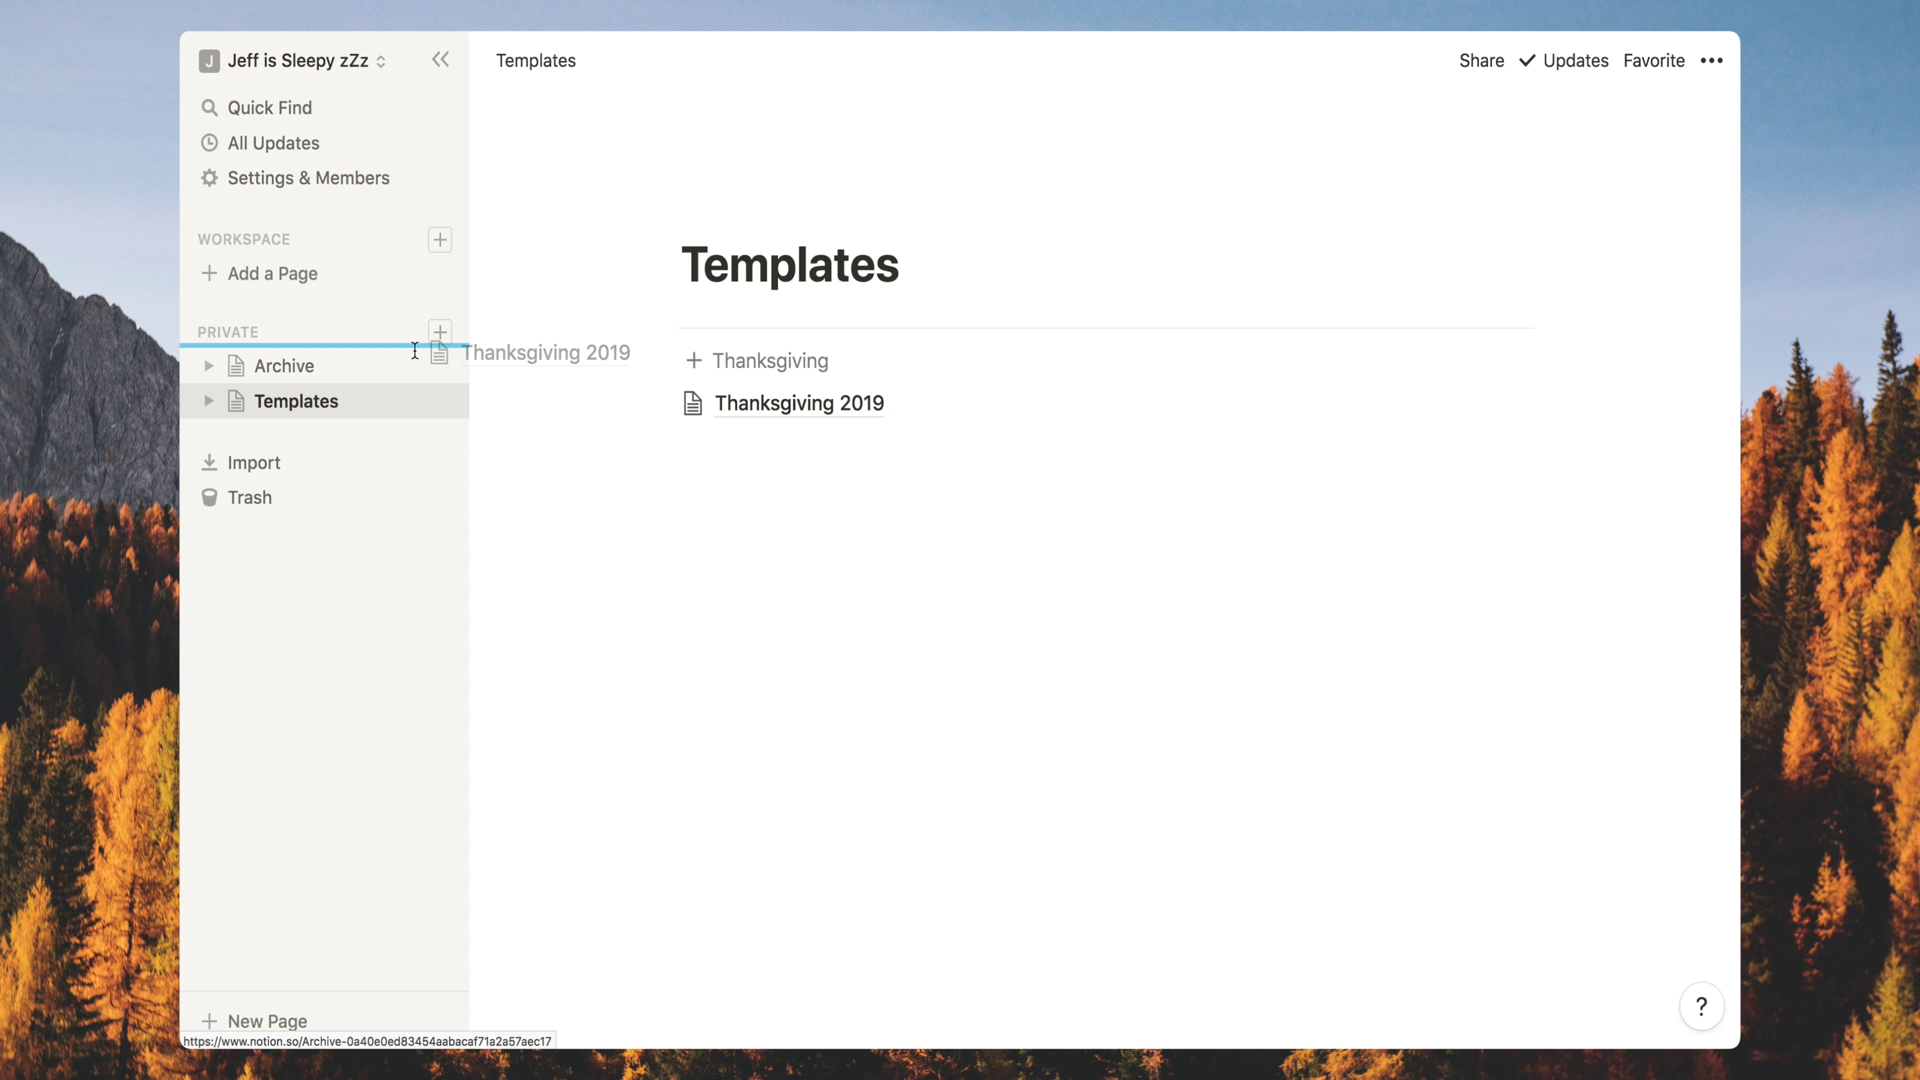 J Jeff is Sleepy zZz
Templates
Share Updates Favorite
Quick Find
All Updates
Settings & Members
WORKSPACE
Add a Page
Templates
PRIVATE
Thanksgiving 2019
Thanksgiving
Archive
Templates
Thanksgiving 2019
Import
Trash
New Page
?
https://www.notion.so/Archive-0a40e0ed83454aabacaf71a2a57aec17